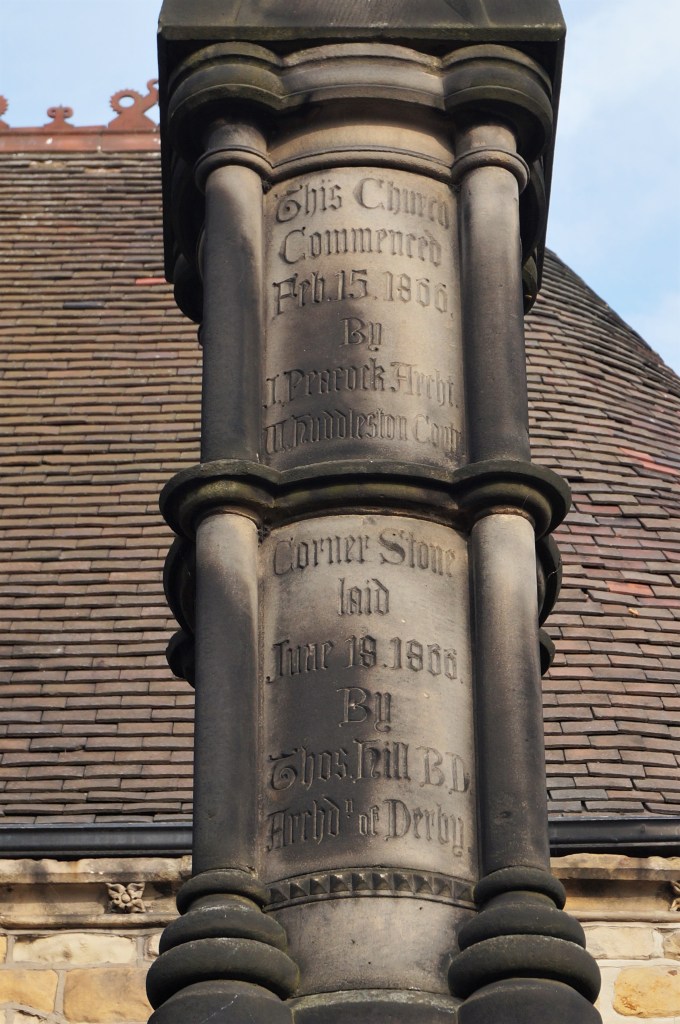 This Church
Commenced
Feb. 15. 1866.
By
J. Peacock Archt.
W. Huddleston Contr
Corner Stone
laid
June 18. 1866.
By
Thos. Hill B.D
Archdn of Derby.